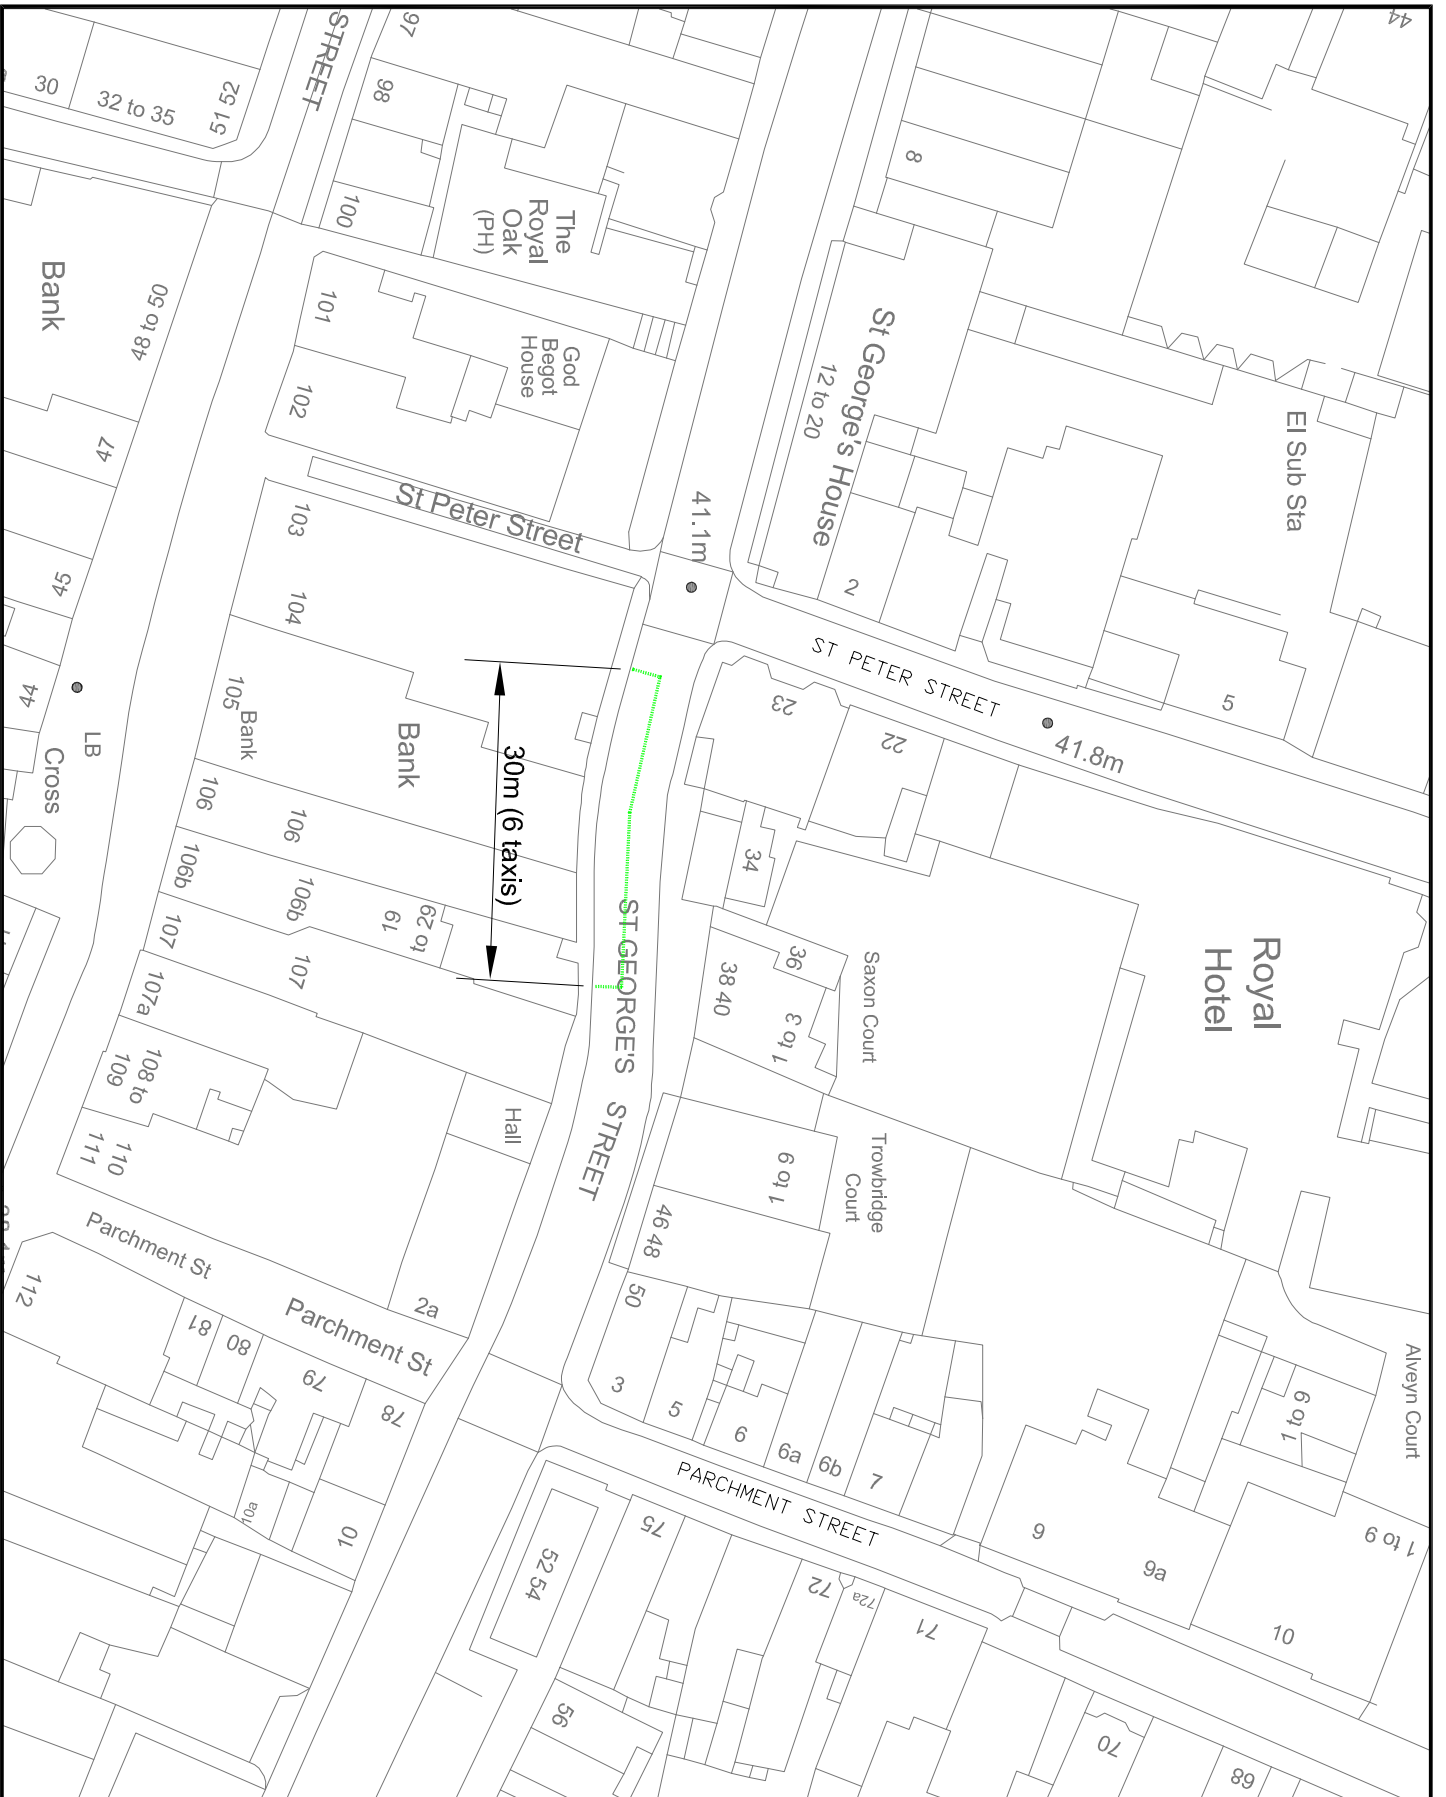 STREET
97
98
100
30
32 to 35
51 52
The
Royal
Oak
(PH)
8
44
Bank
48 to 50
47
45
44
101
102
God
Begot
House
St George's House
12 to 20
El Sub Sta
St Peter Street
41.1m
2
ST PETER STREET
5
41.8m
103
104
105
Bank
Bank
30m (6 taxis)
23
22
34
LB
Cross
106
106
106b
106b
61
62 to
107
107
107a
108 to
109
110
111
Hall
ST GEORGE'S
STREET
36
38 40
1 to 3
Saxon Court
Royal
Hotel
1 to 9
Trowbridge
Court
46 48
50
Parchment St
Parchment St
2a
112
81
80
79
78
10a
10
3
5
6
6a
6b
7
PARCHMENT STREET
9
9a
10
1 to 9
Alveyn Court
1 to 9
52 54
75
72
72a
71
56
70
68